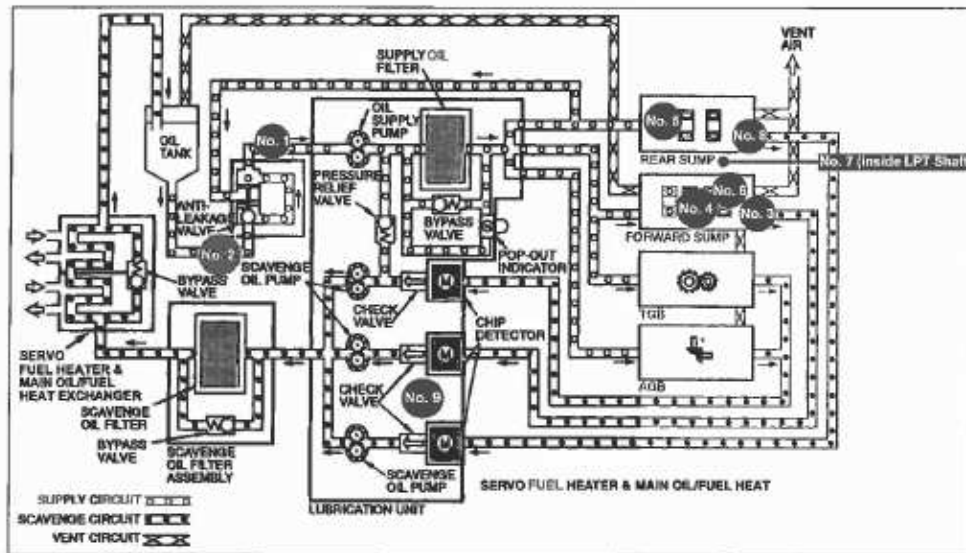 VENT
AIR
SUPPLY OIL
FILTER
OIL
SUPPLY
PUMP
No. 1
OIL
TANK
No. 8
REAR SUMP
No. 7 (inside LPT Shaft
PRESSURE
RELIEF
VALVE
ANTI-
LEAKAGE
VALVE
BYPASS
VALVE
No. 6
No. 4
No. 3
FORWARD SUMP
No. 2
SCAVENGE
OIL PUMP
POP-OUT
INDICATOR
BYPASS
VALVE
CHECK
VALVE
M
CHIP
DETECTOR
TGB
SERVO
FUEL HEATER
& MAIN OIL/FUEL
HEAT EXCHANGER
M
AGB
CHECK
VALVE
No. 9
SCAVENGE
OIL FILTER
BYPASS
VALVE
SCAVENGE
OIL FILTER
ASSEMBLY
M
SCAVENGE
OIL PUMP
SERVO FUEL HEATER & MAIN OIL/FUEL HEAT
SUPPLY CIRCUIT
SCAVENGE CIRCUIT
VENT CIRCUIT
LUBRICATION UNIT